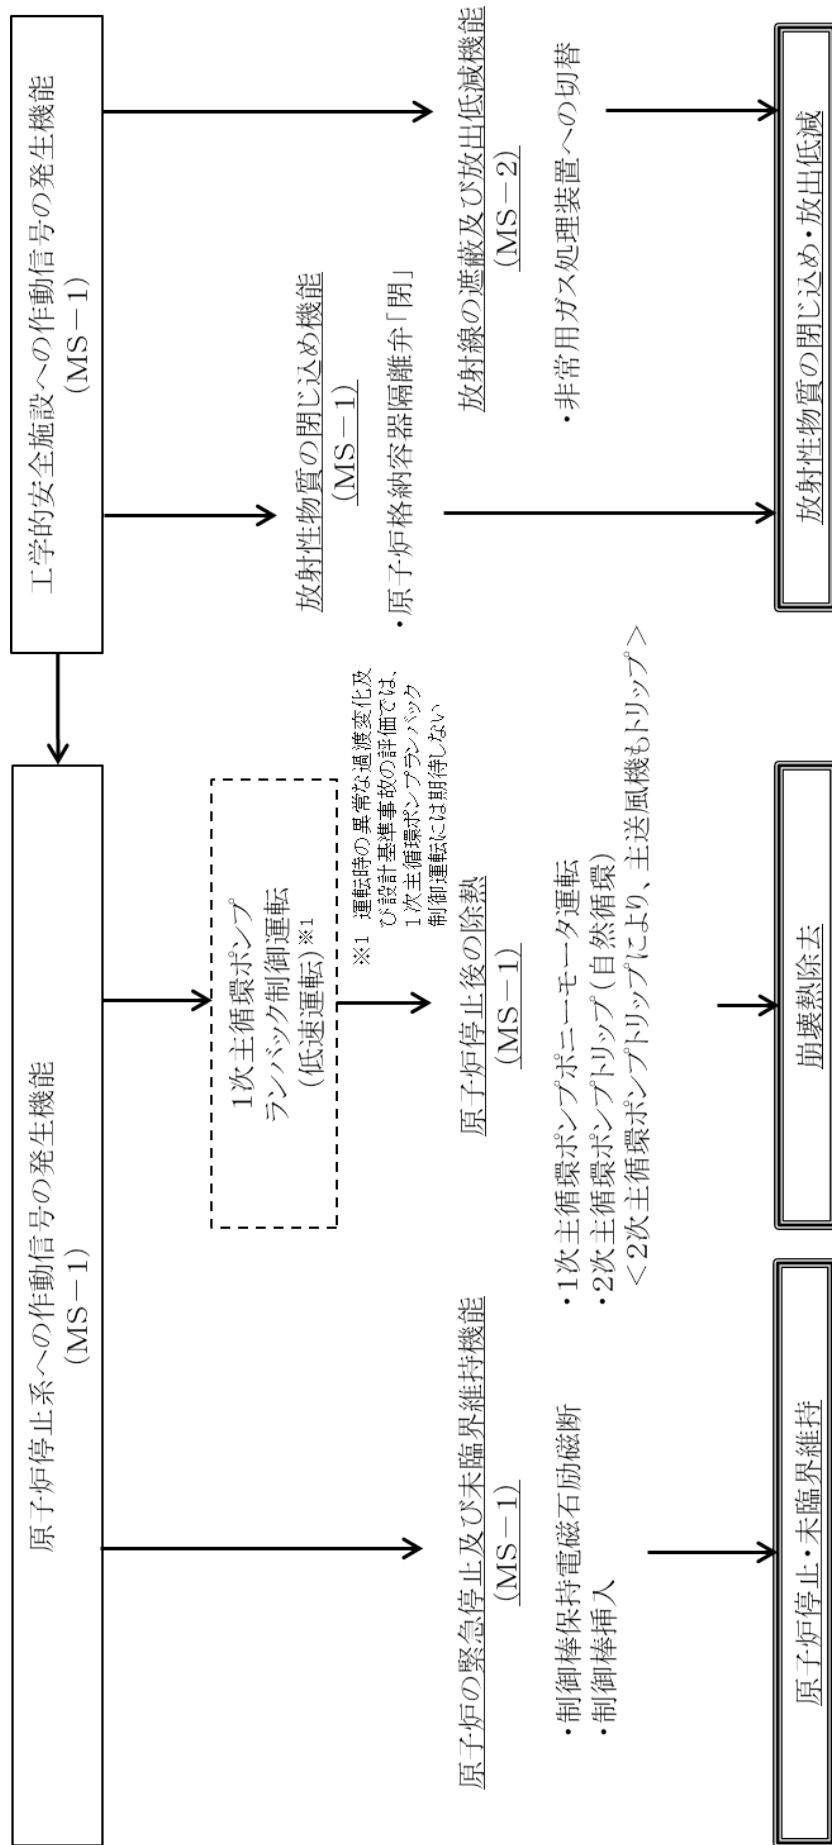 原子炉停止系への作動信号の発生機能
(MS-1)
工学的安全施設への作動信号の発生機能
(MS-1)
1次主循環ポンプ
ランバック制御運転
(低速運転)※1
※1 運転時の異常な過渡変化及
び設計基準事故の評価では、
1次主循環ポンプランバック
制御運転には期待しない
放射性物質の閉じ込め機能
(MS-1)
・原子炉格納容器隔離弁「閉」
原子炉の緊急停止及び未臨界維持機能
(MS-1)
・制御棒保持電磁石励磁断
・制御棒挿入
原子炉停止後の除熱
(MS-1)
・1次主循環ポンプポニーモータ運転
・2次主循環ポンプトリップ(自然循環)
<2次主循環ポンプトリップにより、主送風機もトリップ>
放射線の遮蔽及び放出低減機能
(MS-2)
・非常用ガス処理装置への切替
原子炉停止・未臨界維持
崩壊熱除去
放射性物質の閉じ込め・放出低減